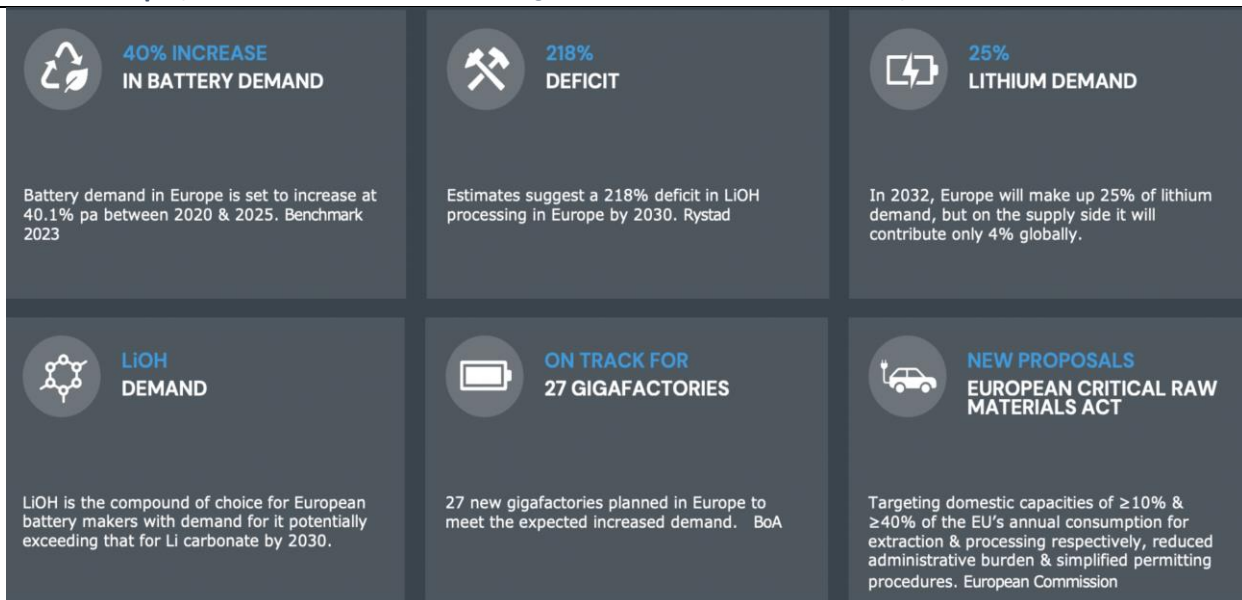 40% INCREASE
IN BATTERY DEMAND
Battery demand in Europe is set to increase at
40.1% pa between 2020 & 2025. Benchmark
2023
218%
DEFICIT
Estimates suggest a 218% deficit in LiOH
processing in Europe by 2030. Rystad
25%
LITHIUM DEMAND
In 2032, Europe will make up 25% of lithium
demand, but on the supply side it will
contribute only 4% globally.
LiOH
DEMAND
LiOH is the compound of choice for European
battery makers with demand for it potentially
exceeding that for Li carbonate by 2030.
ON TRACK FOR
27 GIGAFACTORIES
27 new gigafactories planned in Europe to
meet the expected increased demand. BoA
NEW PROPOSALS
EUROPEAN CRITICAL RAW
MATERIALS ACT
Targeting domestic capacities of ≥10% &
≥40% of the EU's annual consumption for
extraction & processing respectively, reduced
administrative burden & simplified permitting
procedures. European Commission